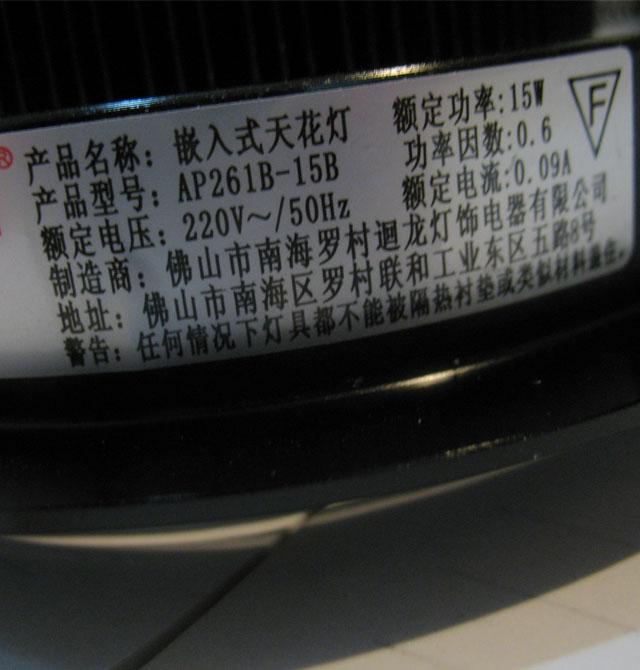 ®
产品名称：嵌入式天花灯 额定功率:15W F
产品型号：AP261B-15B 功率因数:0.6
额定电压：220V～/50Hz 额定电流:0.09A
制造商：佛山市南海罗村迴龙灯饰电器有限公司
地址：佛山市南海区罗村联和工业东区五路8号
警告：任何情况下灯具都不能被隔热衬垫或类似材料盖住。